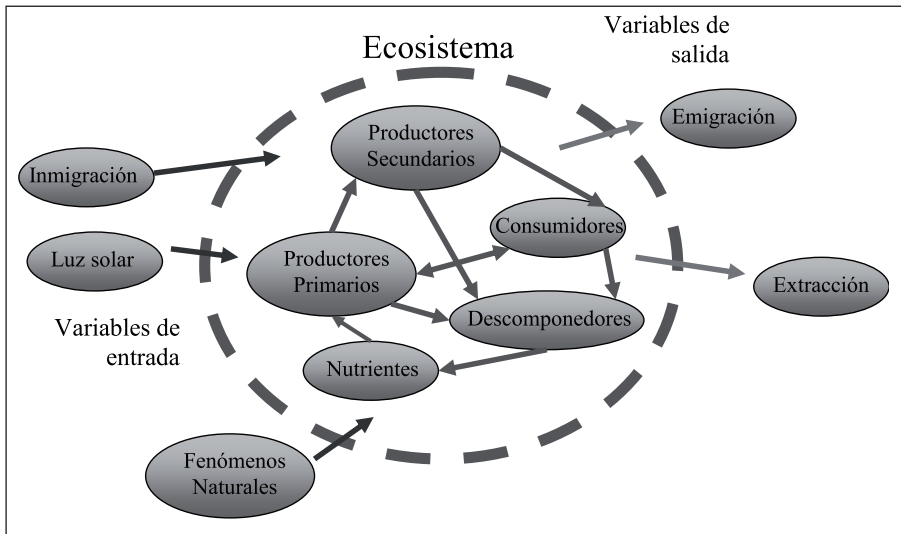 Ecosistema
Variables de
salida
Productores
Secundarios
Emigración
Inmigración
Consumidores
Luz solar
Productores
Primarios
Extracción
Descomponedores
Variables de
entrada
Nutrientes
Fenómenos
Naturales